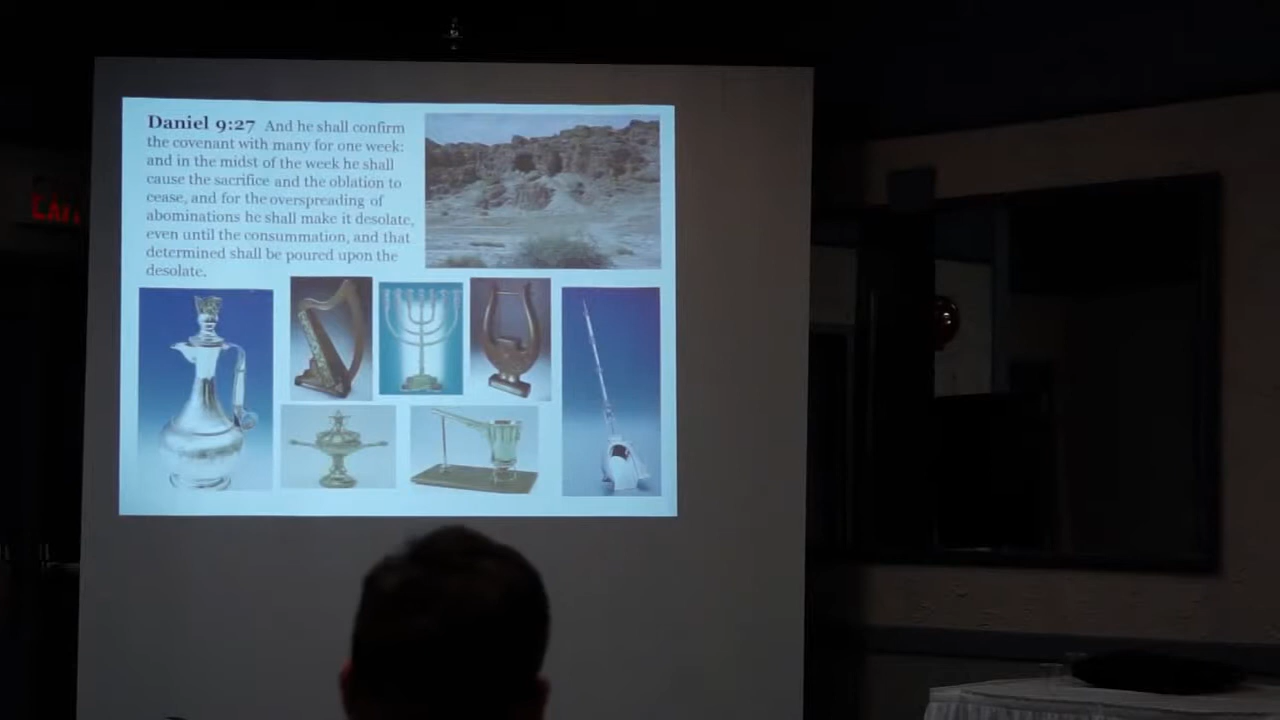 Daniel 9:27 And he shall confirm
the covenant with many for one week:
and in the midst of the week he shall
cause the sacrifice and the oblation to
cease, and for the overspreading of
abominations he shall make it desolate,
even until the consummation, and that
determined shall be poured upon the
desolate.